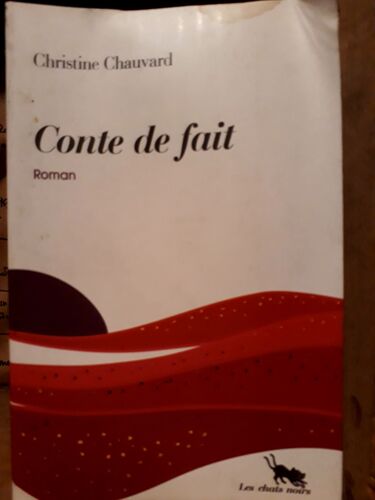 Christine Chauvard
Conte de fait
Roman
Les chats noirs